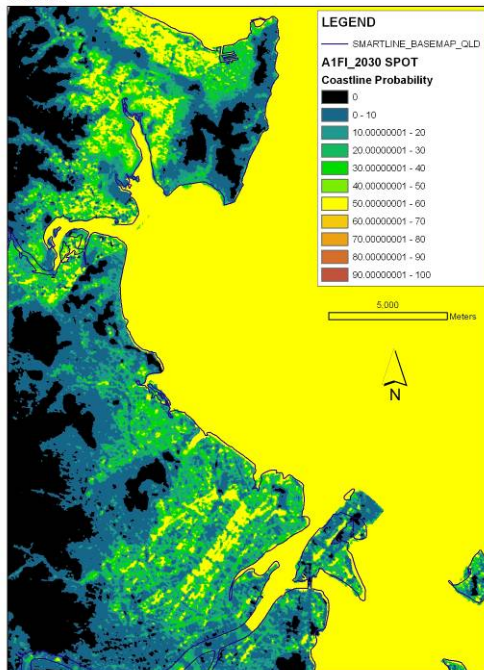 LEGEND
SMARTLINE_BASEMAP_QLD
A1FI_2030 SPOT
Coastline Probability
0
0 - 10
10.00000001 - 20
20.00000001 - 30
30.00000001 - 40
40.00000001 - 50
50.00000001 - 60
60.00000001 - 70
70.00000001 - 80
80.00000001 - 90
90.00000001 - 100
5,000
Meters
N